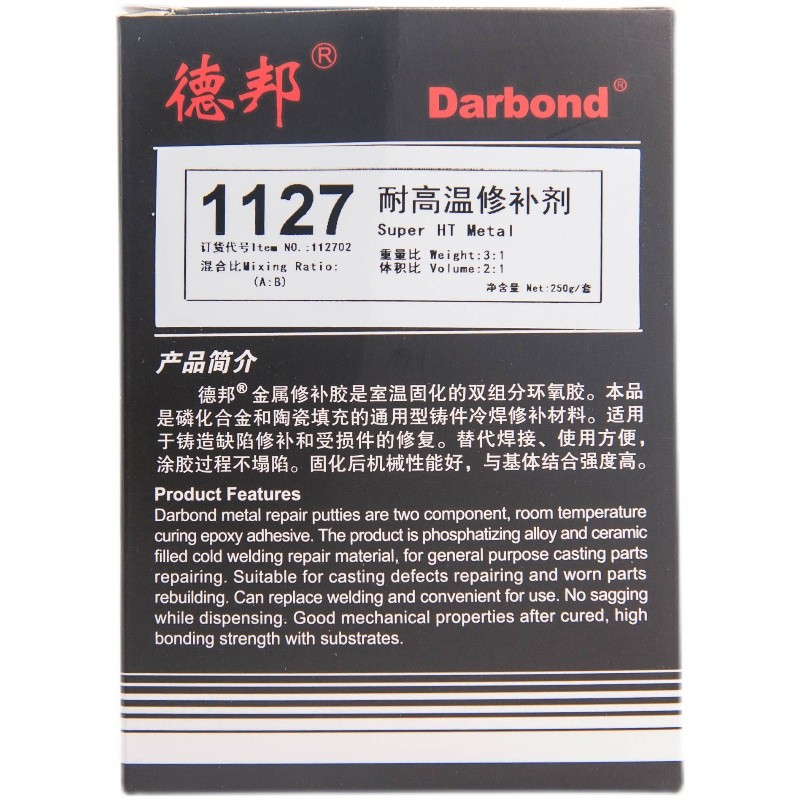 德邦®
Darbond®
1127 耐高温修补剂
Super HT Metal
订货代号Item NO.:112702
重量比 Weight:3:1
混合比Mixing Ratio: 体积比 Volume:2:1
(A:B)
净含量 Net:250g/套
产品简介
德邦®金属修补胶是室温固化的双组分环氧胶。本品
是磷化合金和陶瓷填充的通用型铸件冷焊修补材料。适用
于铸造缺陷修补和受损件的修复。替代焊接、使用方便，
涂胶过程不塌陷。固化后机械性能好，与基体结合强度高。
Product Features
Darbond metal repair putties are two component, room temperature
curing epoxy adhesive. The product is phosphatizing alloy and ceramic
filled cold welding repair material, for general purpose casting parts
repairing. Suitable for casting defects repairing and worn parts
rebuilding. Can replace welding and convenient for use. No sagging
while dispensing. Good mechanical properties after cured, high
bonding strength with substrates.